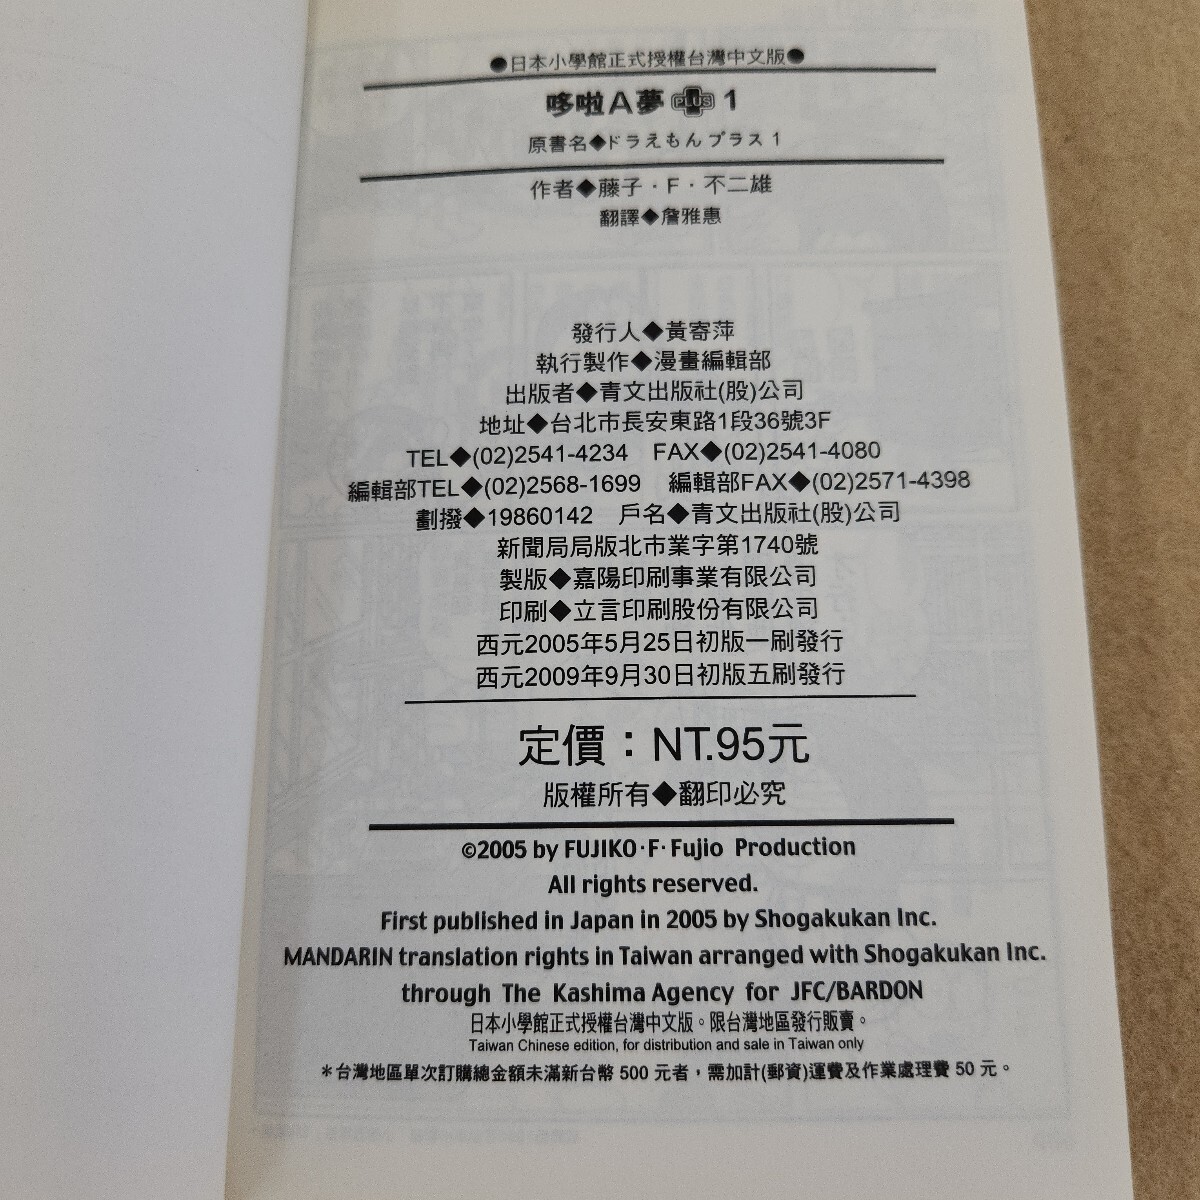 ●日本小學館正式授權台灣中文版●
哆啦A夢 PLUS 1
原書名◆ドラえもんプラス 1
作者◆藤子・F・不二雄
翻譯◆詹雅惠
發行人◆黃寄萍
執行製作◆漫畫編輯部
出版者◆青文出版社(股)公司
地址◆台北市長安東路1段36號3F
TEL◆(02)2541-4234 FAX◆(02)2541-4080
編輯部TEL◆(02)2568-1699 編輯部FAX◆(02)2571-4398
劃撥◆19860142 戶名◆青文出版社(股)公司
新聞局局版北市業字第1740號
製版◆嘉陽印刷事業有限公司
印刷◆立言印刷股份有限公司
西元2005年5月25日初版一刷發行
西元2009年9月30日初版五刷發行
定價：NT.95元
版權所有◆翻印必究
©2005 by FUJIKO・F・Fujio Production
All rights reserved.
First published in Japan in 2005 by Shogakukan Inc.
MANDARIN translation rights in Taiwan arranged with Shogakukan Inc.
through The Kashima Agency for JFC/BARDON
日本小學館正式授權台灣中文版。限台灣地區發行販賣。
Taiwan Chinese edition, for distribution and sale in Taiwan only
＊台灣地區單次訂購總金額未滿新台幣 500 元者，需加計(郵資)運費及作業處理費 50 元。